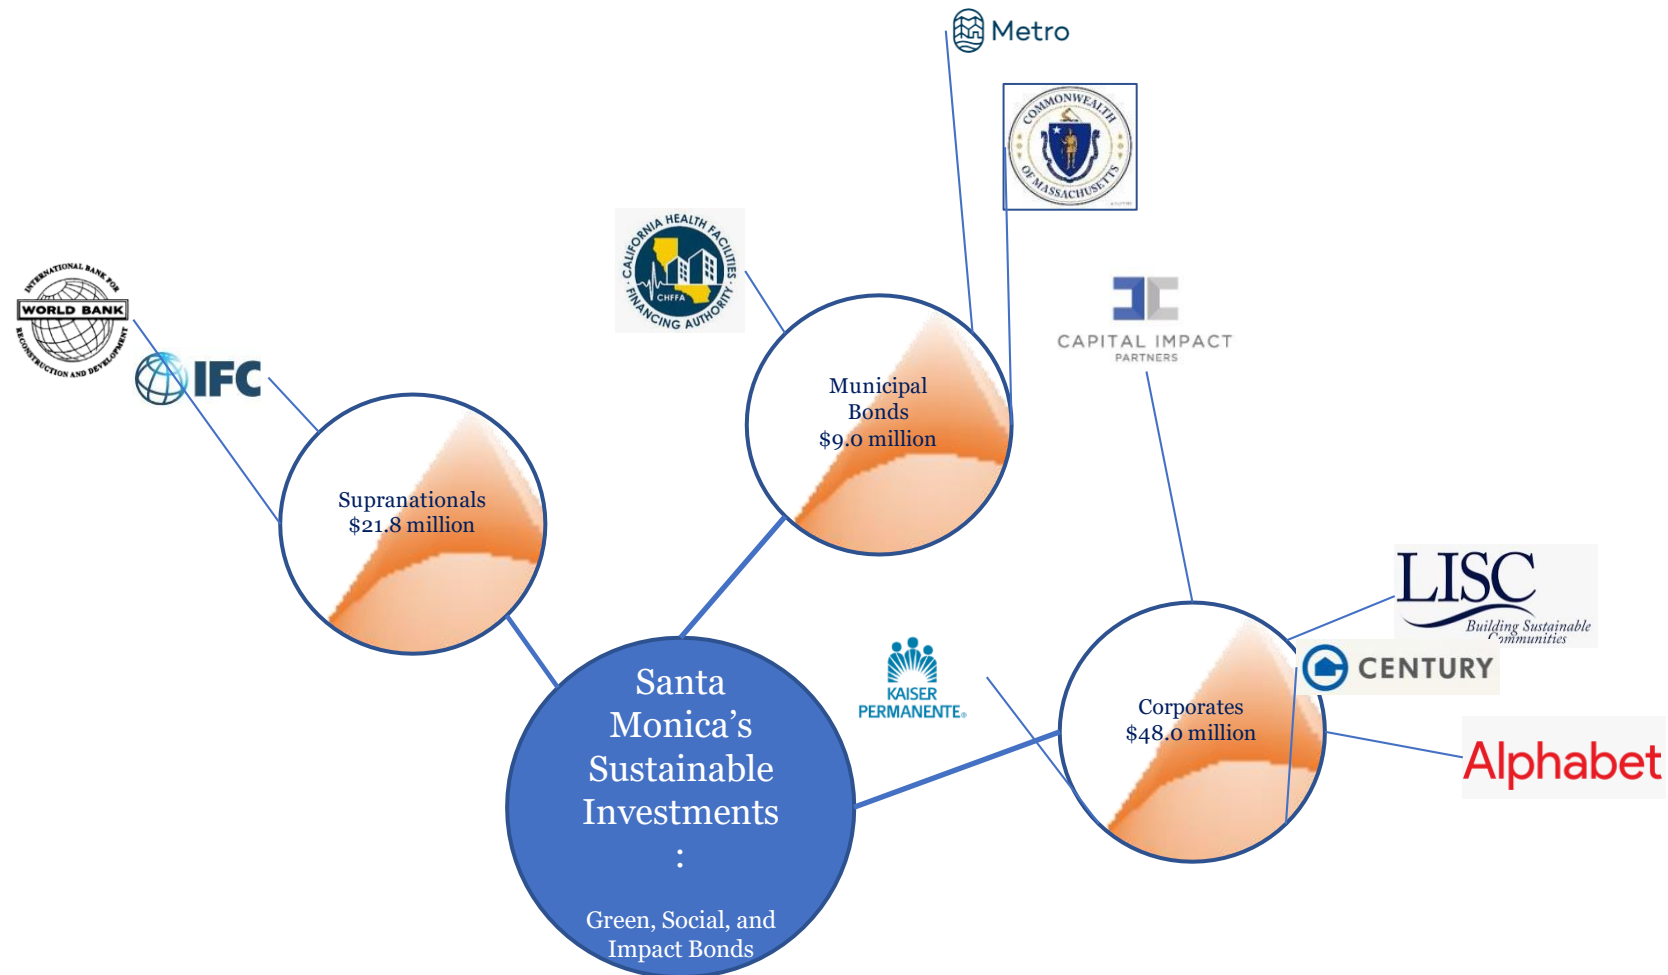 Metro
COMMONWEALTH
OF MASSACHUSETTS
CALIFORNIA HEALTH FACILITIES
FINANCING AUTHORITY
CHFFA
INTERNATIONAL BANK FOR
WORLD BANK
RECONSTRUCTION AND DEVELOPMENT
IFC
CAPITAL IMPACT
PARTNERS
Municipal
Bonds
$9.0 million
Supranationals
$21.8 million
LISC
Building Sustainable
Communities
CENTURY
KAISER
PERMANENTE®
Corporates
$48.0 million
Alphabet
Santa
Monica’s
Sustainable
Investments
:
Green, Social, and
Impact Bonds